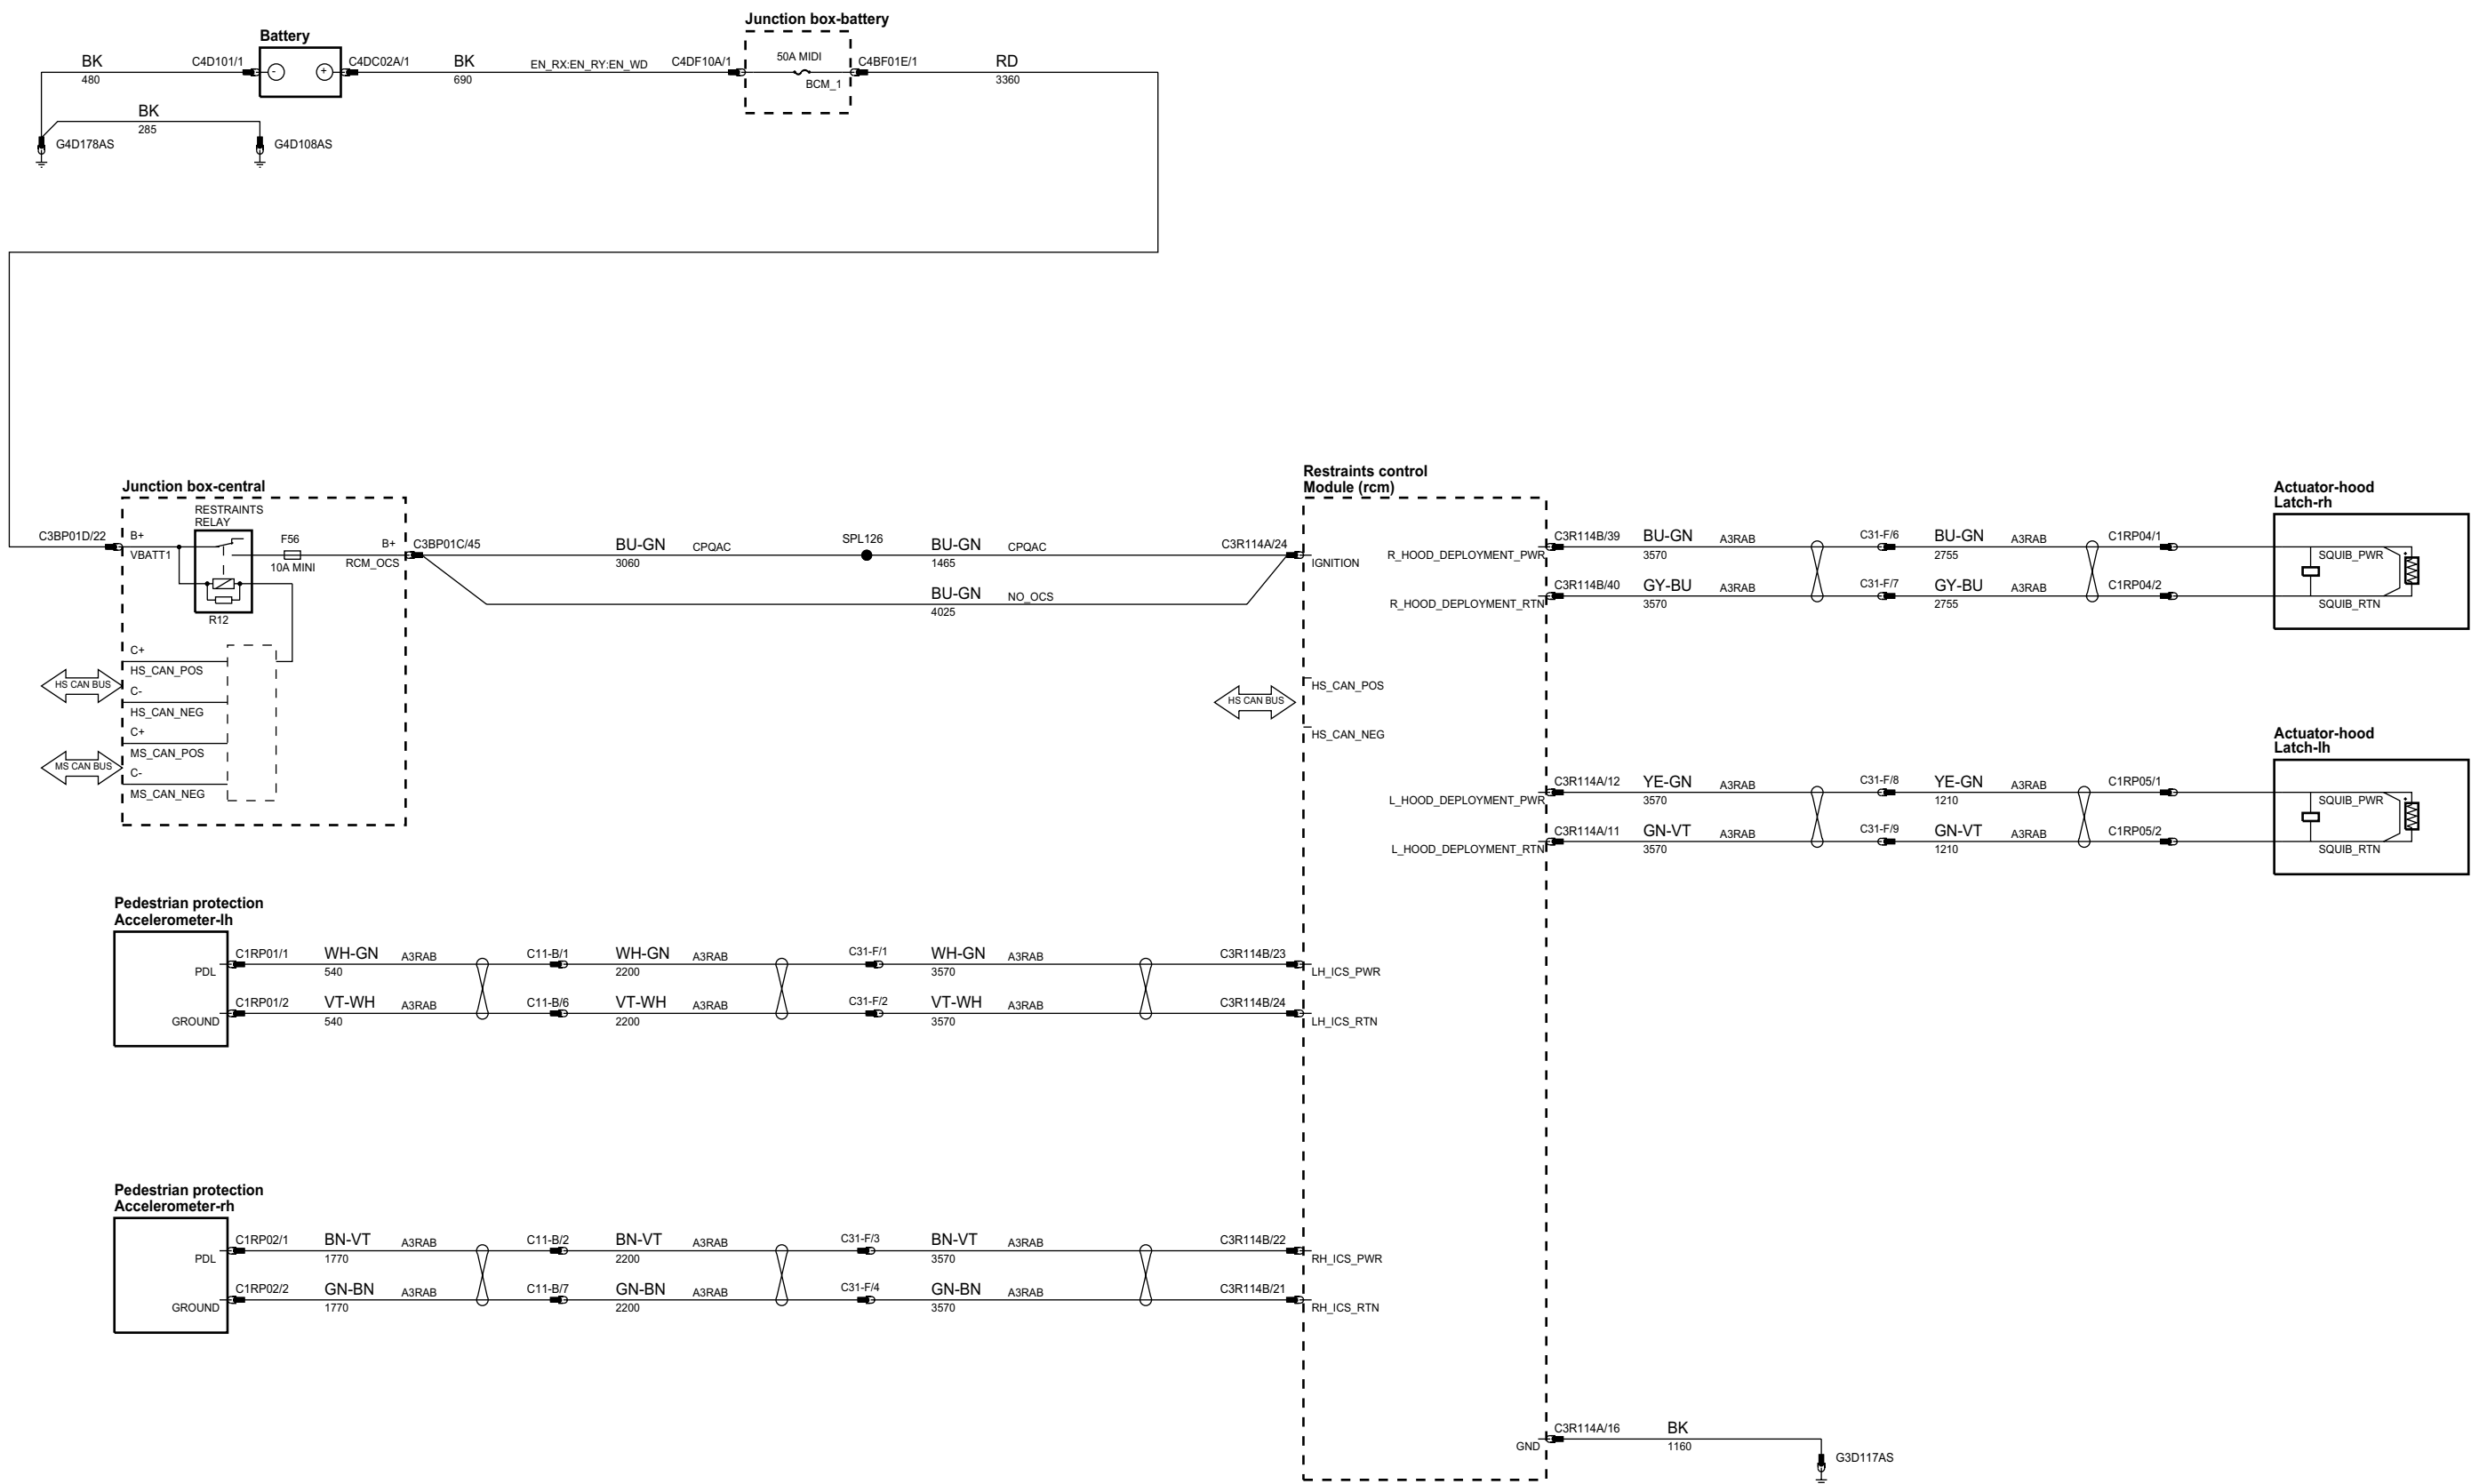 Junction box-battery
Battery
BK
480
C4D101/1
-
+
C4DC02A/1
BK
690
EN_RX:EN_RY:EN_WD
C4DF10A/1
50A MIDI
BCM_1
C4BF01E/1
RD
3360
BK
285
G4D178AS
G4D108AS
Junction box-central
RESTRAINTS
RELAY
C3BP01D/22
B+
VBATT1
F56
10A MINI
R12
B+
RCM_OCS
C3BP01C/45
BU-GN
3060
CPQAC
SPL126
BU-GN
1465
CPQAC
C3R114A/24
BU-GN
4025
NO_OCS
C+
HS_CAN_POS
HS CAN BUS
C-
HS_CAN_NEG
C+
MS_CAN_POS
MS CAN BUS
C-
MS_CAN_NEG
Restraints control
Module (rcm)
IGNITION
R_HOOD_DEPLOYMENT_PWR
R_HOOD_DEPLOYMENT_RTN
HS CAN BUS
HS_CAN_POS
HS_CAN_NEG
L_HOOD_DEPLOYMENT_PWR
L_HOOD_DEPLOYMENT_RTN
C3R114B/39
BU-GN
3570
A3RAB
C31-F/6
BU-GN
2755
A3RAB
C1RP04/1
C3R114B/40
GY-BU
3570
A3RAB
C31-F/7
GY-BU
2755
A3RAB
C1RP04/2
Actuator-hood
Latch-rh
SQUIB_PWR
SQUIB_RTN
C3R114A/12
YE-GN
3570
A3RAB
C31-F/8
YE-GN
1210
A3RAB
C1RP05/1
C3R114A/11
GN-VT
3570
A3RAB
C31-F/9
GN-VT
1210
A3RAB
C1RP05/2
Actuator-hood
Latch-lh
SQUIB_PWR
SQUIB_RTN
Pedestrian protection
Accelerometer-lh
PDL
C1RP01/1
WH-GN
540
A3RAB
C11-B/1
WH-GN
2200
A3RAB
C31-F/1
WH-GN
3570
A3RAB
C3R114B/23
LH_ICS_PWR
GROUND
C1RP01/2
VT-WH
540
A3RAB
C11-B/6
VT-WH
2200
A3RAB
C31-F/2
VT-WH
3570
A3RAB
C3R114B/24
LH_ICS_RTN
Pedestrian protection
Accelerometer-rh
PDL
C1RP02/1
BN-VT
1770
A3RAB
C11-B/2
BN-VT
2200
A3RAB
C31-F/3
BN-VT
3570
A3RAB
C3R114B/22
RH_ICS_PWR
GROUND
C1RP02/2
GN-BN
1770
A3RAB
C11-B/7
GN-BN
2200
A3RAB
C31-F/4
GN-BN
3570
A3RAB
C3R114B/21
RH_ICS_RTN
GND
C3R114A/16
BK
1160
G3D117AS